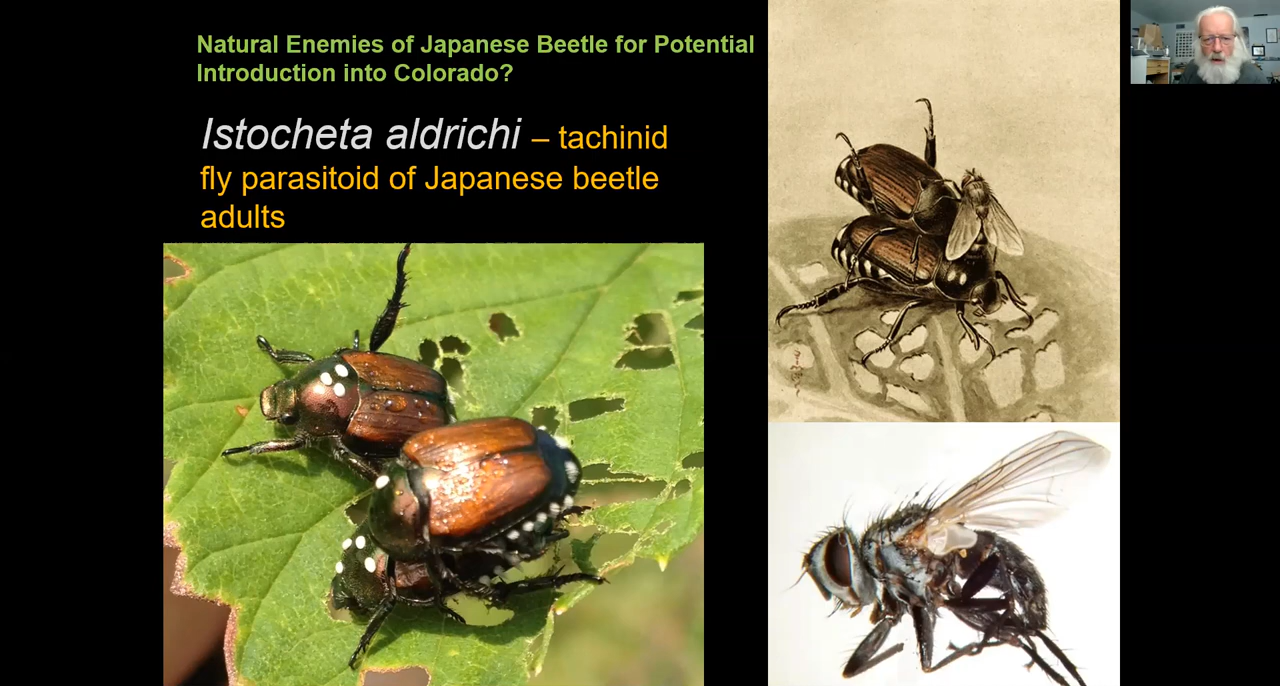 Natural Enemies of Japanese Beetle for Potential
Introduction into Colorado?
Istocheta aldrichi – tachinid
fly parasitoid of Japanese beetle
adults